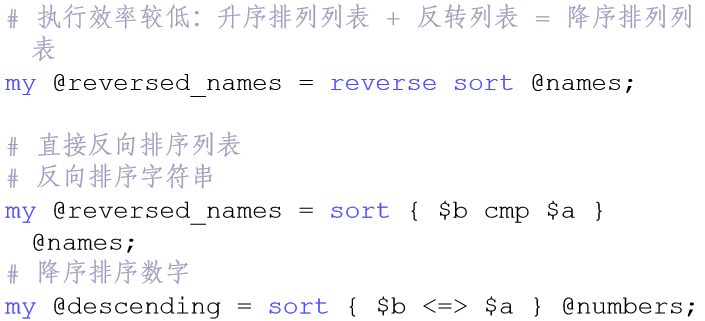 # 执行效率较低：升序排列列表 + 反转列表 = 降序排列列
表
my @reversed_names = reverse sort @names;
# 直接反向排序列表
# 反向排序字符串
my @reversed_names = sort { $b cmp $a }
@names;
# 降序排序数字
my @descending = sort { $b <=> $a } @numbers;